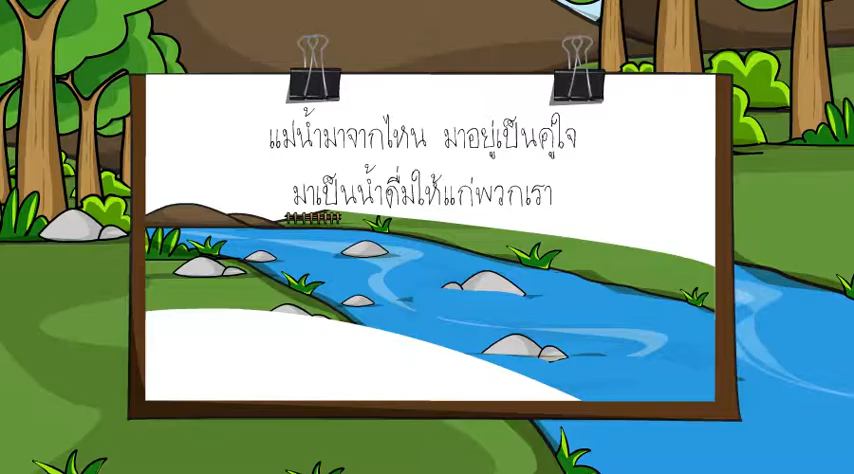 แม่น้ำมาจากไหน มาอยู่เป็นคู่ใจ
มาเป็นน้ำดื่มให้แก่พวกเรา